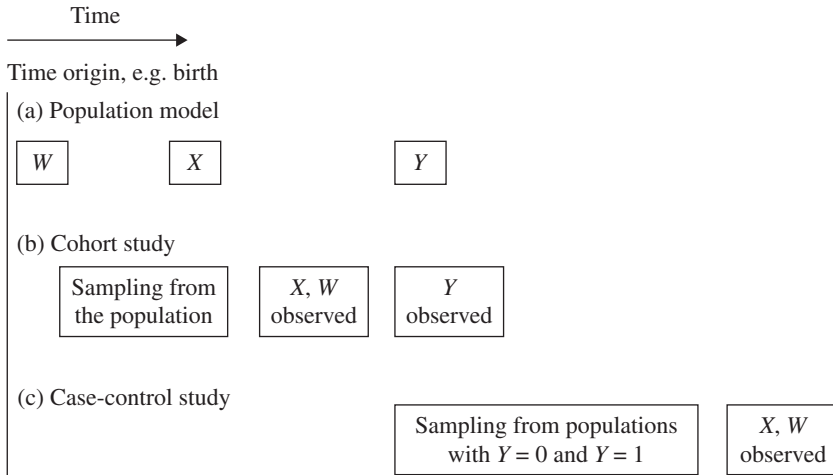 Time
Time origin, e.g. birth
(a) Population model
W
X
Y
(b) Cohort study
Sampling from
the population
X, W
observed
Y
observed
(c) Case-control study
Sampling from populations
with Y = 0 and Y = 1
X, W
observed